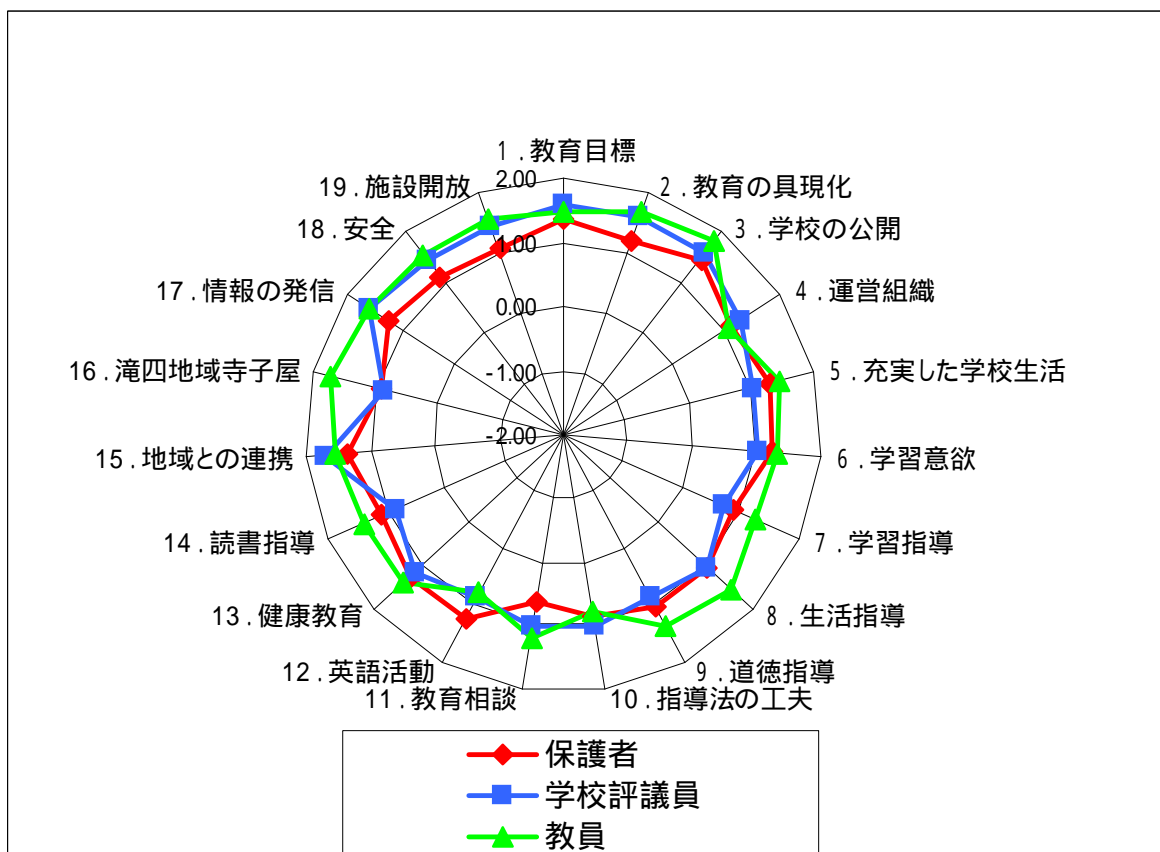 1.教育目標
2.教育の具現化
3.学校の公開
4.運営組織
5.充実した学校生活
6.学習意欲
7.学習指導
8.生活指導
9.道徳指導
10.指導法の工夫
11.教育相談
12.英語活動
13.健康教育
14.読書指導
15.地域との連携
16.滝四地域寺子屋
17.情報の発信
18.安全
19.施設開放
2.00
1.00
0.00
-1.00
-2.00
保護者
学校評議員
教員